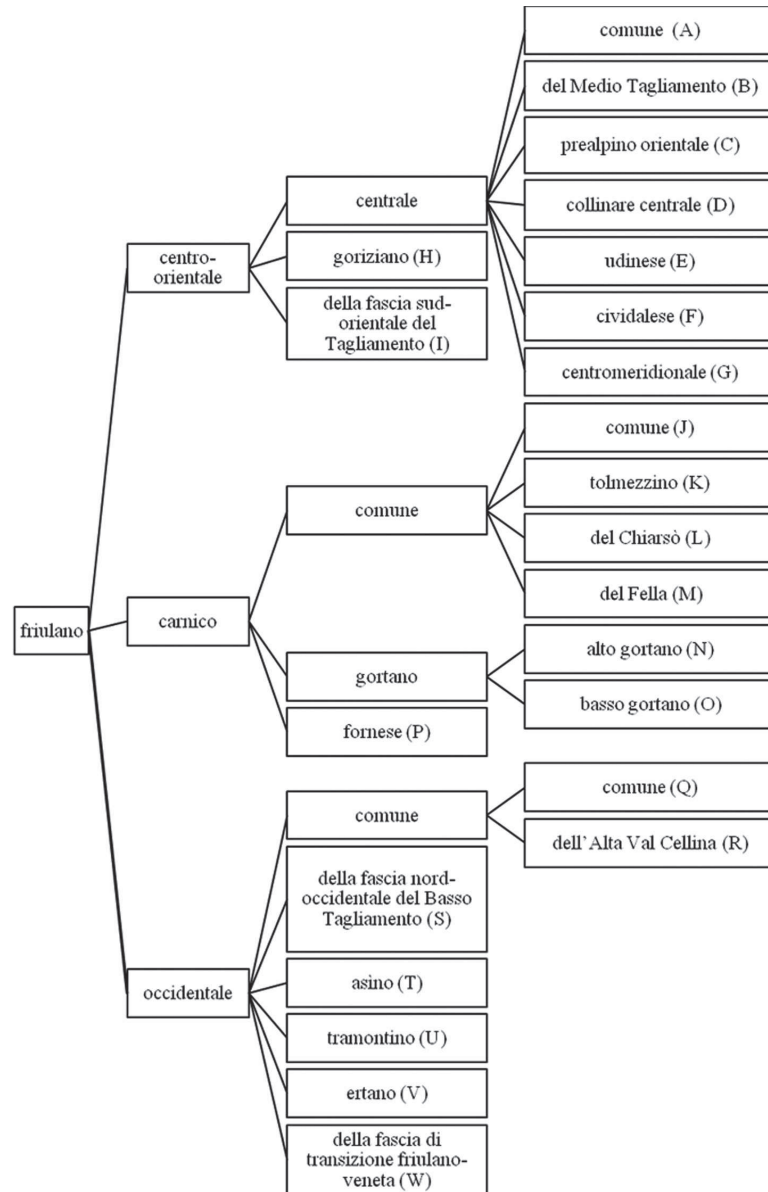 friulano
centro-
orientale
centrale
comune (A)
del Medio Tagliamento (B)
prealpino orientale (C)
collinare centrale (D)
udinese (E)
cividalese (F)
centromeridionale (G)
goriziano (H)
della fascia sud-
orientale del
Tagliamento (I)
carnico
comune
comune (J)
tolmezzino (K)
del Chiarsò (L)
del Fella (M)
gortano
alto gortano (N)
basso gortano (O)
fornese (P)
occidentale
comune
comune (Q)
dell'Alta Val Cellina (R)
della fascia nord-
occidentale del Basso
Tagliamento (S)
asino (T)
tramontino (U)
ertano (V)
della fascia di
transizione friulano-
veneta (W)